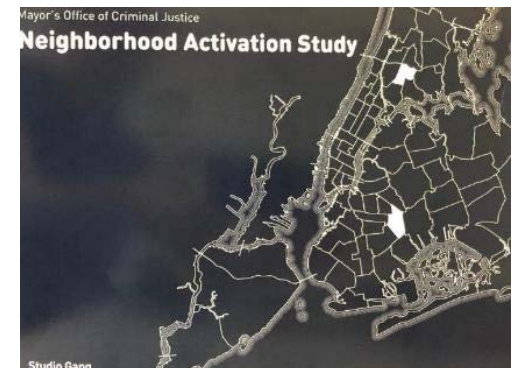 Mayor's Office of Criminal Justice
Neighborhood Activation Study
Studio Gang